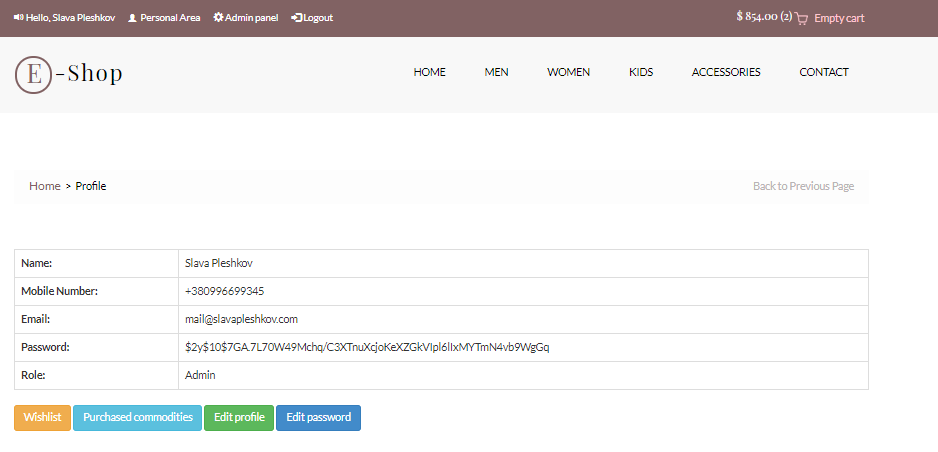 Hello, Slava Pleshkov Personal Area Admin panel Logout $ 854.00 (2) Empty cart
E-Shop HOME MEN WOMEN KIDS ACCESSORIES CONTACT
Home > Profile Back to Previous Page
Name: Slava Pleshkov
Mobile Number: +380996699345
Email: mail@slavapleshkov.com
Password: $2y$10$7GA.7L70W49Mchq/C3XTnuXcjoKeXZGkVIpl6lIxMYTmN4vb9WgGq
Role: Admin
Wishlist Purchased commodities Edit profile Edit password